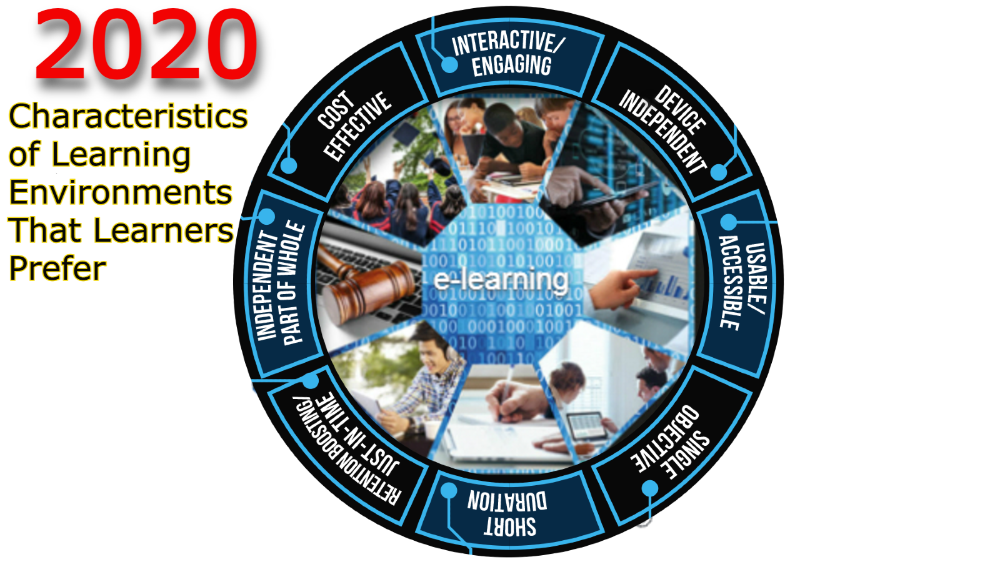 2020
Characteristics
of Learning
Environments
That Learners
Prefer
INTERACTIVE/
ENGAGING
DEVICE
INDEPENDENT
USABLE/
ACCESSIBLE
SINGLE
OBJECTIVE
SHORT
DURATION
RETENTION BOOSTING/
JUST-IN-TIME
INDEPENDENT
PART OF WHOLE
COST
EFFECTIVE
e-learning